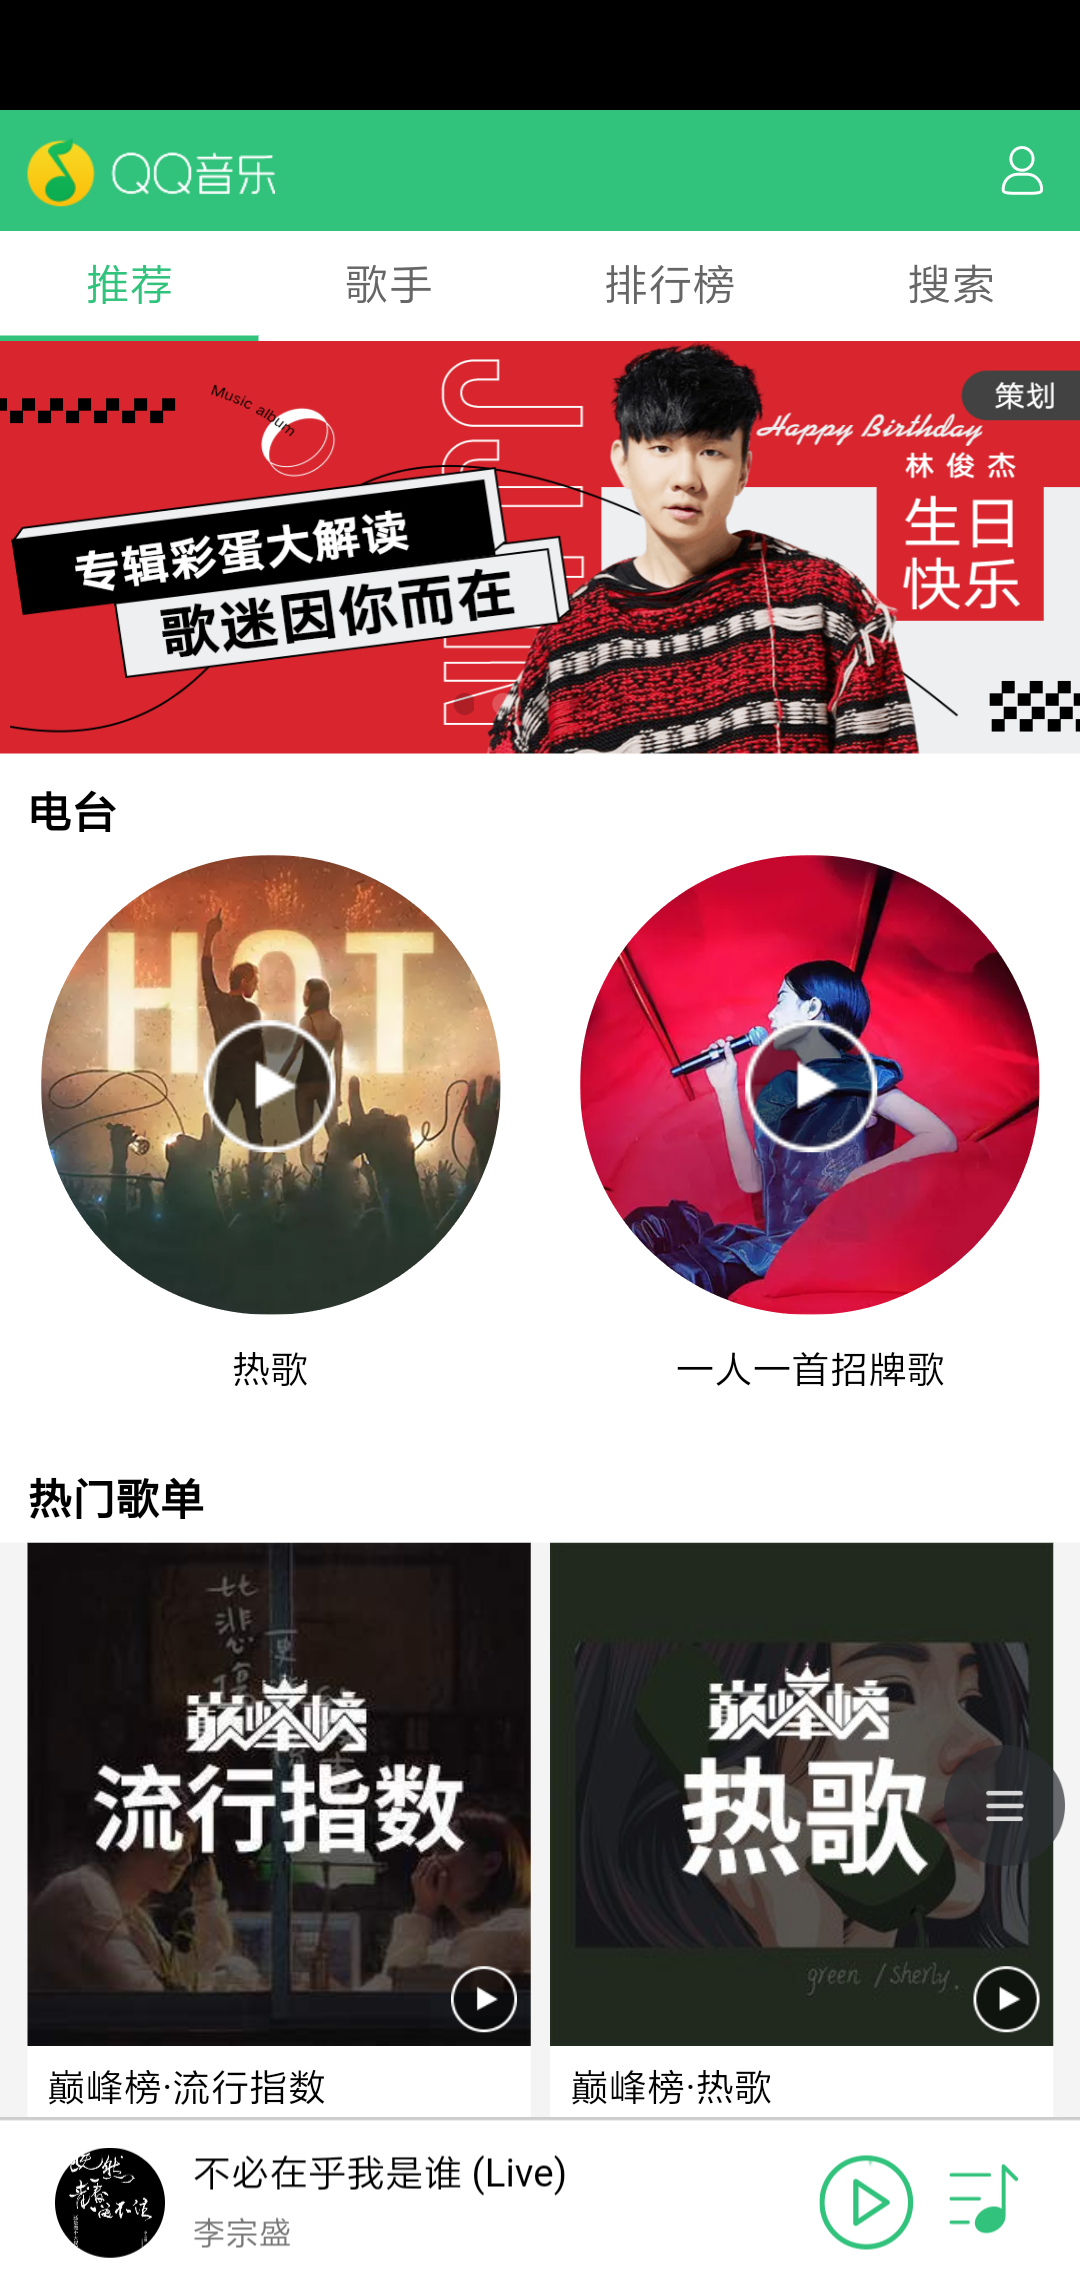 QQ音乐
推荐 歌手 排行榜 搜索
策划
Music album
Happy Birthday
林俊杰
生日
快乐
专辑彩蛋大解读
歌迷因你而在
电台
HOT
热歌 一人一首招牌歌
热门歌单
巅峰榜
流行指数
巅峰榜
热歌
green / Sherly.
巅峰榜·流行指数 巅峰榜·热歌
不必在乎我是谁 (Live)
李宗盛